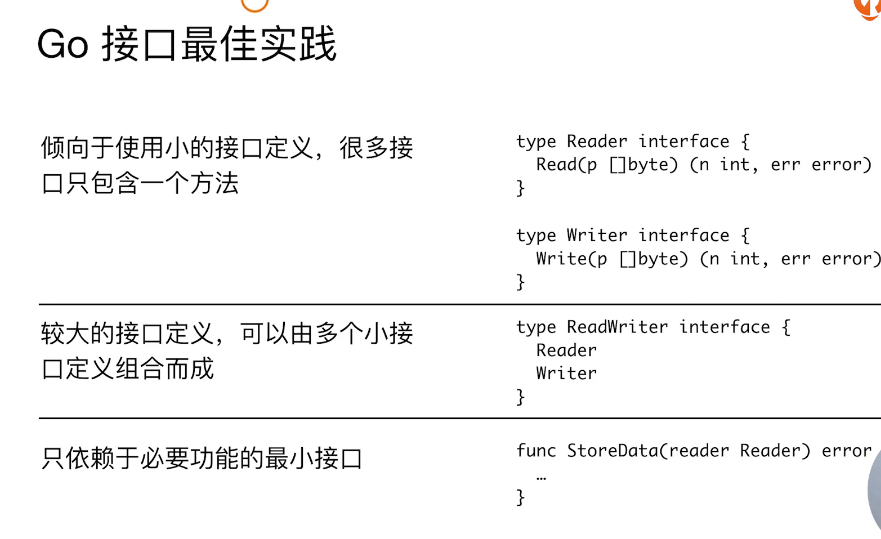 Go 接口最佳实践
倾向于使用小的接口定义，很多接
口只包含一个方法
type Reader interface {
Read(p []byte) (n int, err error)
}
type Writer interface {
Write(p []byte) (n int, err error)
}
较大的接口定义，可以由多个小接
口定义组合而成
type ReadWriter interface {
Reader
Writer
}
只依赖于必要功能的最小接口
func StoreData(reader Reader) error
…
}